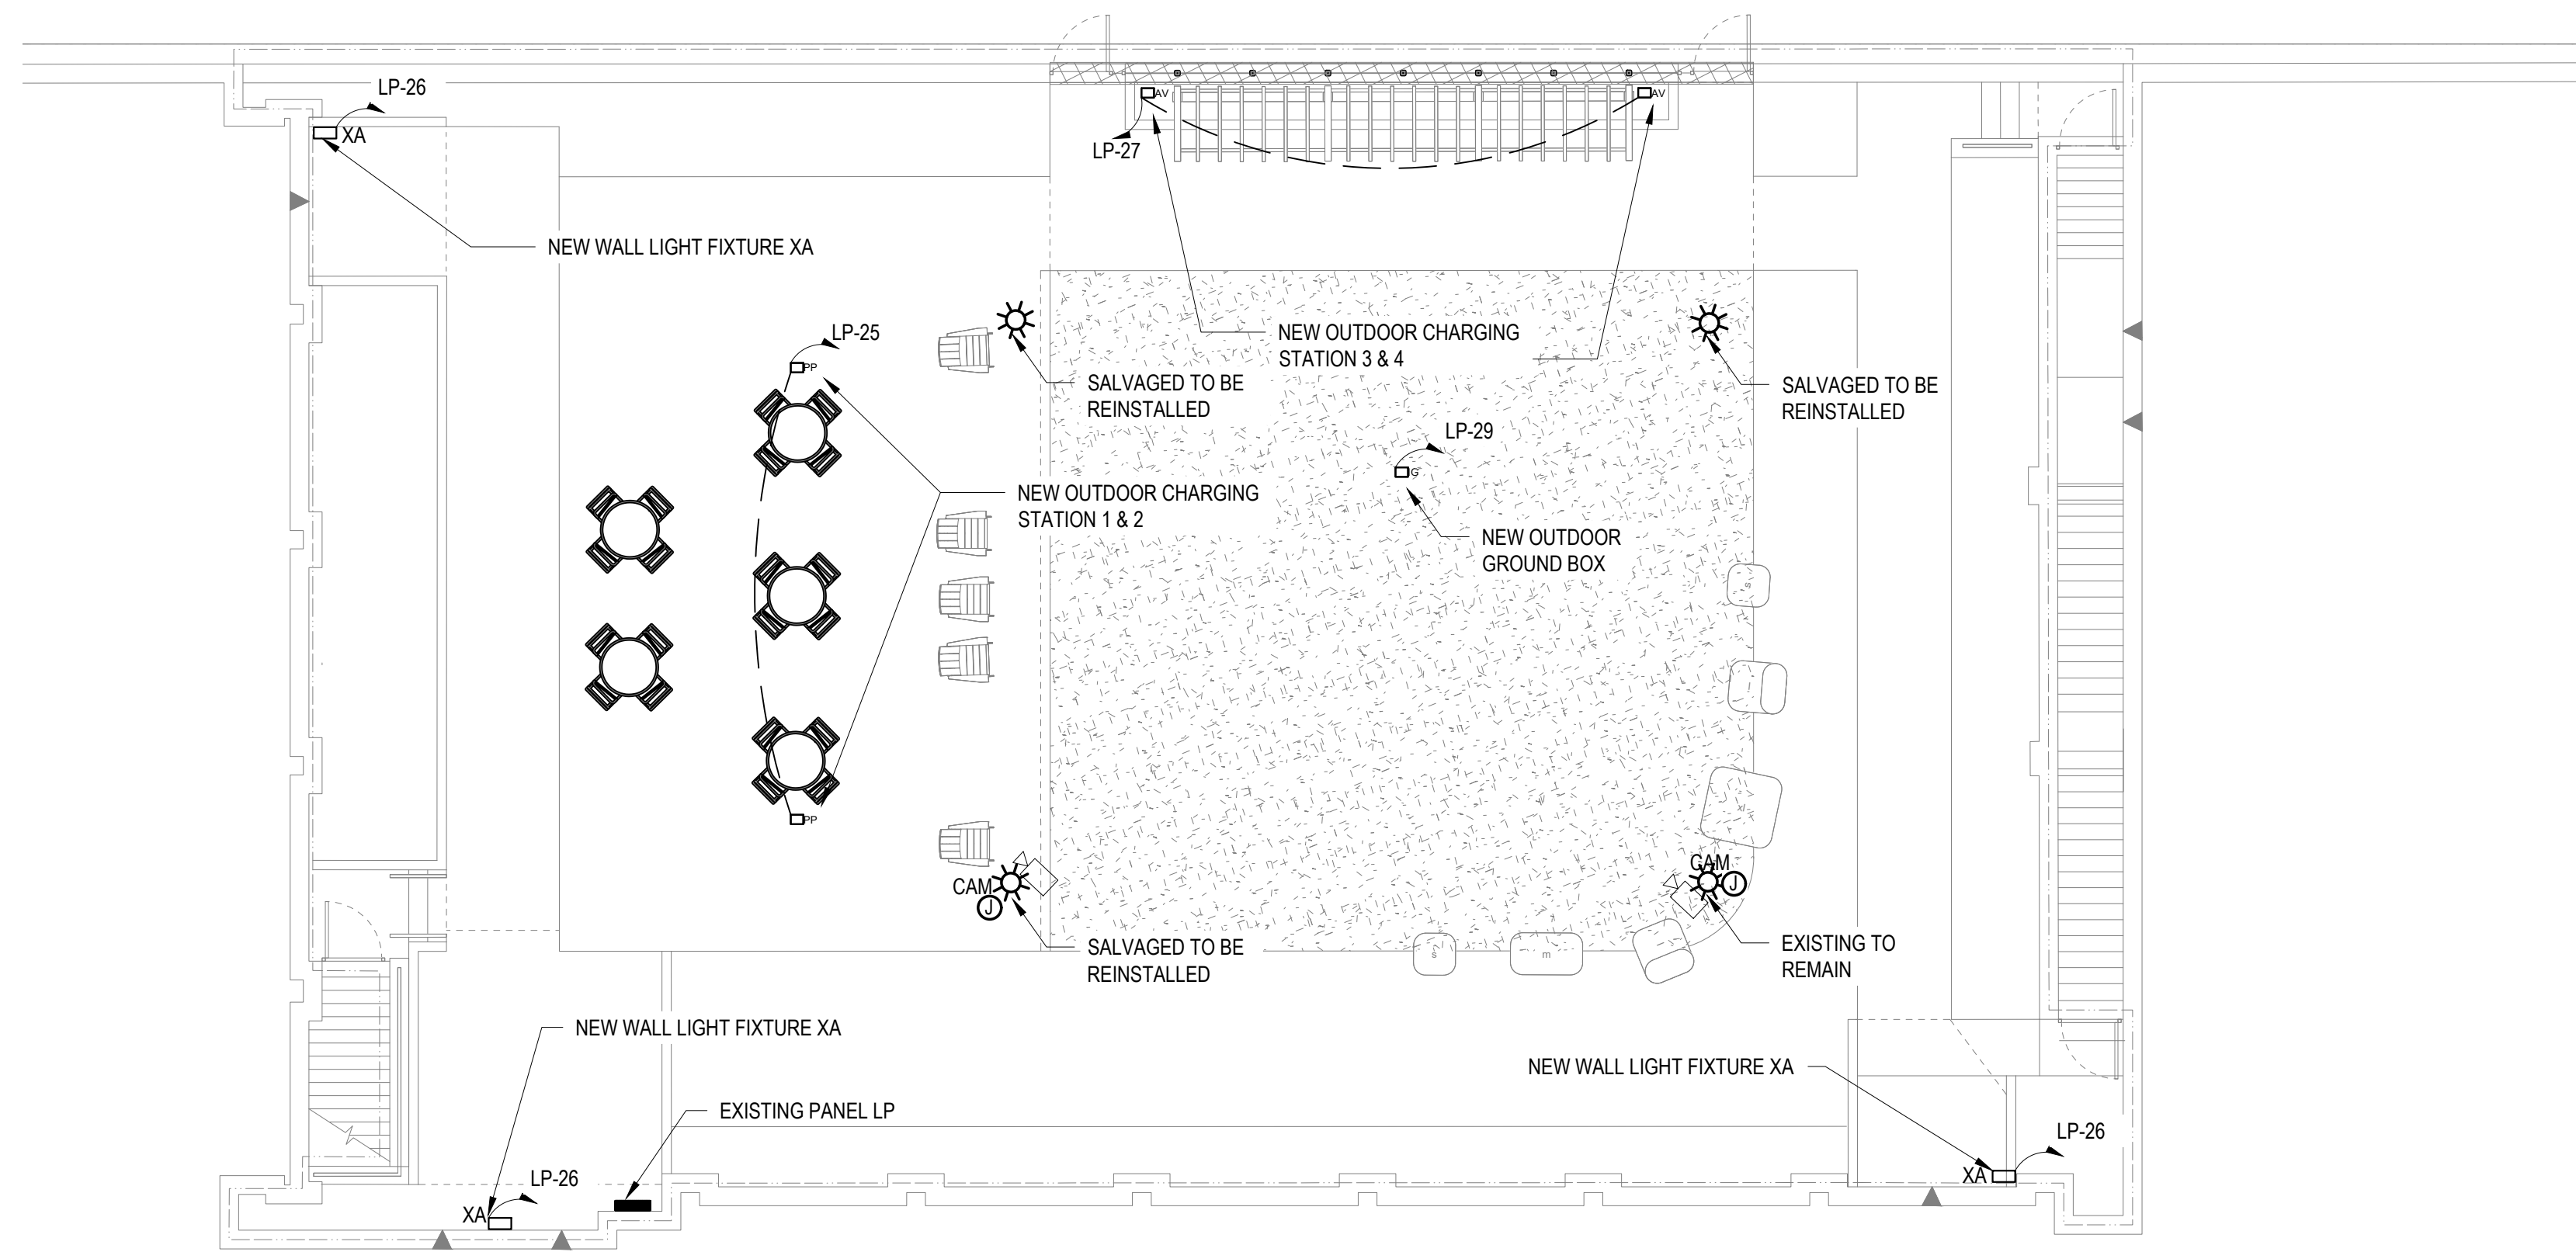 LP-26
XA
NEW WALL LIGHT FIXTURE XA
AV
AV
LP-27
LP-25
PP
NEW OUTDOOR CHARGING
STATION 3 & 4
SALVAGED TO BE
REINSTALLED
SALVAGED TO BE
REINSTALLED
LP-29
G
NEW OUTDOOR CHARGING
STATION 1 & 2
NEW OUTDOOR
GROUND BOX
s
PP
CAM
J
CAM
J
SALVAGED TO BE
REINSTALLED
s
m
EXISTING TO
REMAIN
NEW WALL LIGHT FIXTURE XA
NEW WALL LIGHT FIXTURE XA
EXISTING PANEL LP
LP-26
XA
LP-26
XA